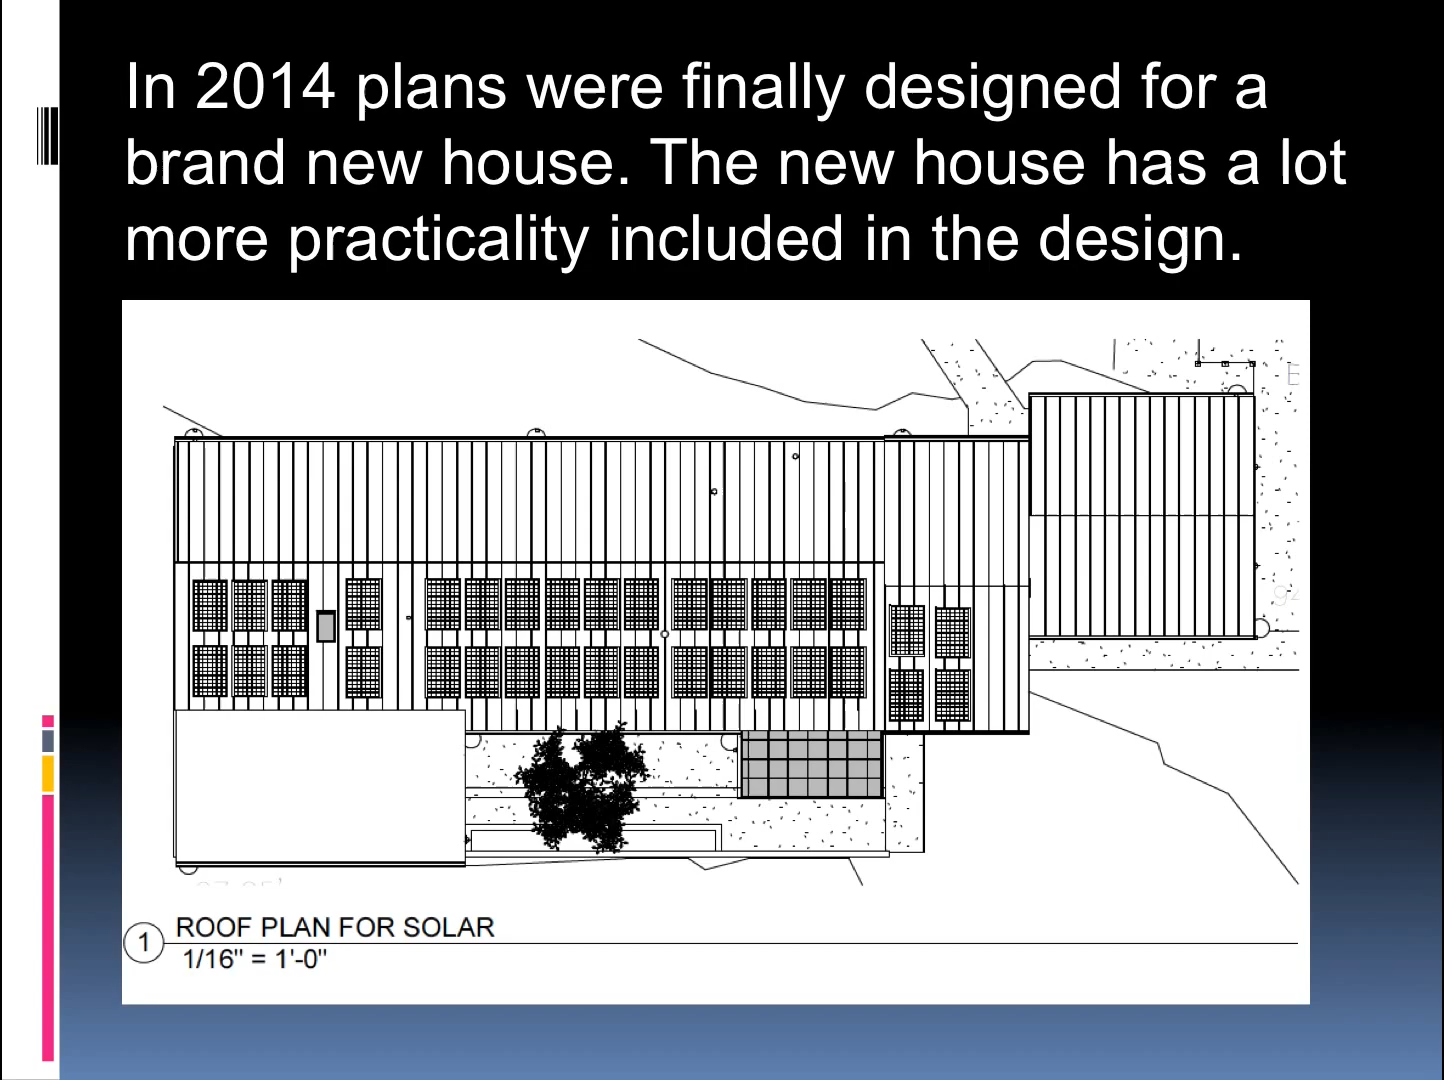 In 2014 plans were finally designed for a
brand new house. The new house has a lot
more practicality included in the design.
E
94
1
ROOF PLAN FOR SOLAR
1/16" = 1'-0"